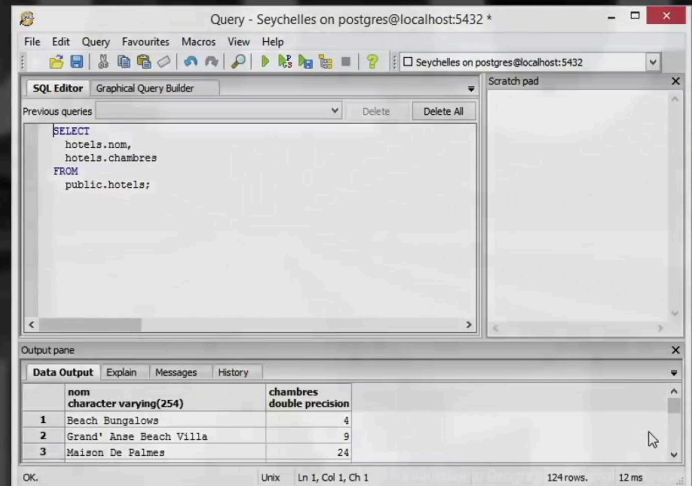 Query - Seychelles on postgres@localhost:5432 *
File Edit Query Favourites Macros View Help
Seychelles on postgres@localhost:5432
SQL Editor Graphical Query Builder
Scratch pad
Previous queries Delete Delete All
SELECT
hotels.nom,
hotels.chambres
FROM
public.hotels;
Output pane
Data Output Explain Messages History
nom chambres
character varying(254) double precision
1 Beach Bungalows 4
2 Grand' Anse Beach Villa 9
3 Maison De Palmes 24
OK. Unix Ln 1, Col 1, Ch 1 124 rows. 12 ms